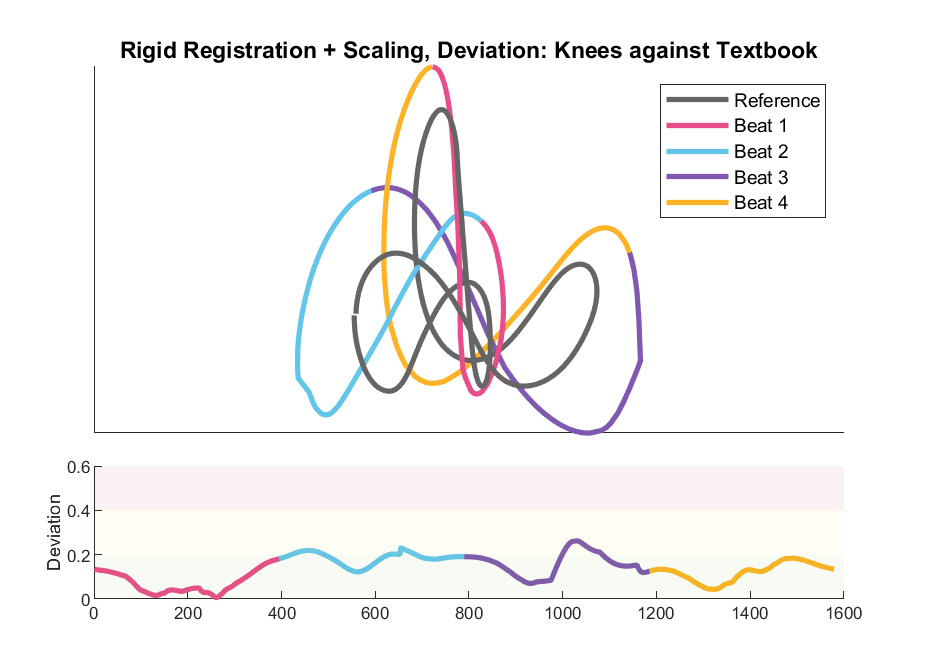 Rigid Registration + Scaling, Deviation: Knees against Textbook
Reference
Beat 1
Beat 2
Beat 3
Beat 4
Deviation
0.6
0.4
0.2
0
0 200 400 600 800 1000 1200 1400 1600